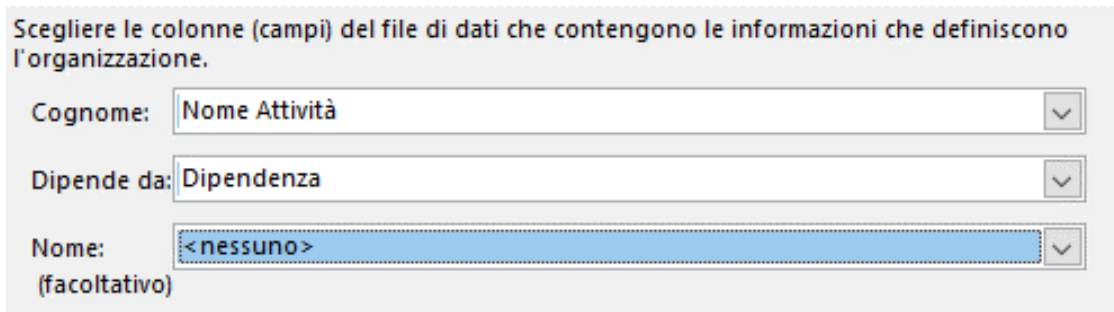 Scegliere le colonne (campi) del file di dati che contengono le informazioni che definiscono
l'organizzazione.
Cognome: Nome Attività
Dipende da: Dipendenza
Nome: <nessuno>
(facoltativo)